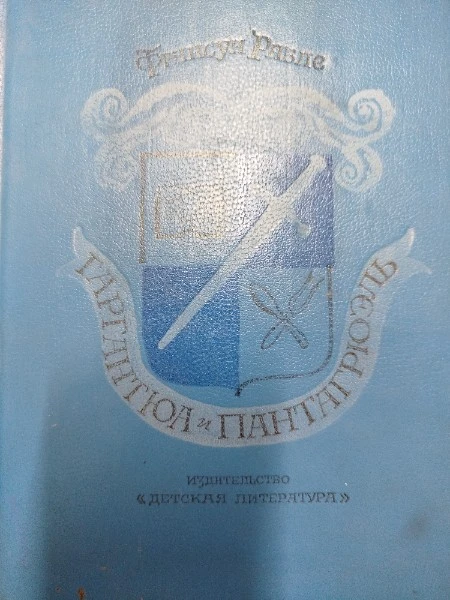 Франсуа Рабле
ГАРГАНТЮА и ПАНТАГРЮЭЛЬ
ИЗДАТЕЛЬСТВО
«ДЕТСКАЯ ЛИТЕРАТУРА»